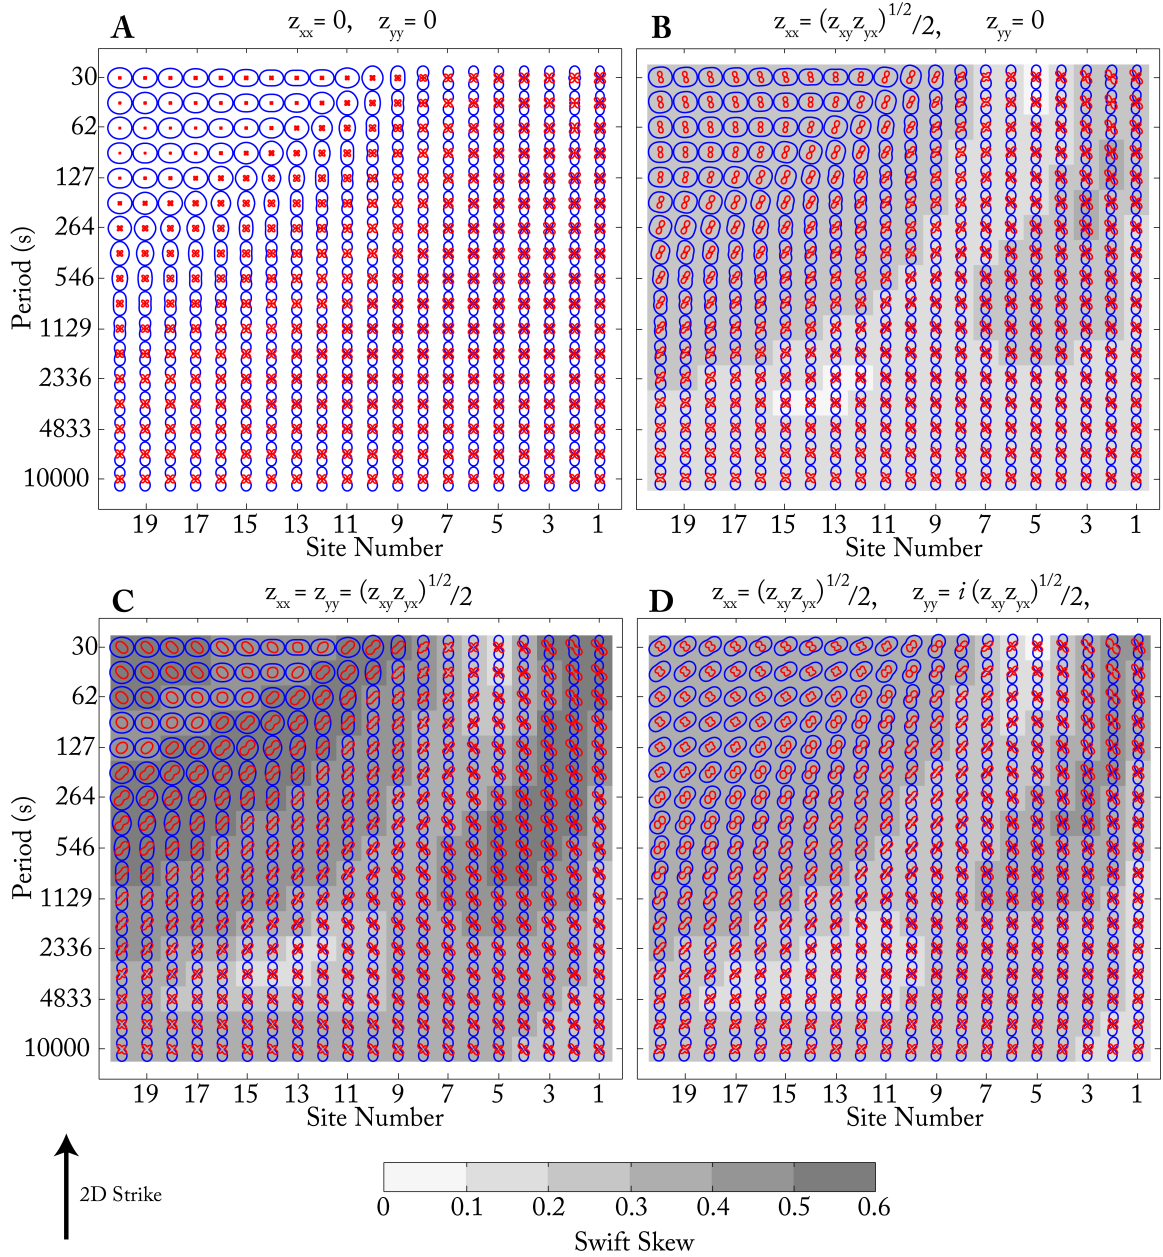 A z_xx = 0, z_yy = 0
B z_xx = (z_xy z_yx)^1/2 /2, z_yy = 0
30
62
127
264
546
1129
2336
4833
10000
Period (s)
19 17 15 13 11 9 7 5 3 1
Site Number
19 17 15 13 11 9 7 5 3 1
Site Number
C z_xx = z_yy = (z_xy z_yx)^1/2 /2
D z_xx = (z_xy z_yx)^1/2 /2, z_yy = i (z_xy z_yx)^1/2 /2,
30
62
127
264
546
1129
2336
4833
10000
Period (s)
19 17 15 13 11 9 7 5 3 1
Site Number
19 17 15 13 11 9 7 5 3 1
Site Number
2D Strike
0 0.1 0.2 0.3 0.4 0.5 0.6
Swift Skew